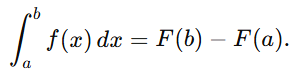 ∫_a^b f(x) dx = F(b) − F(a).